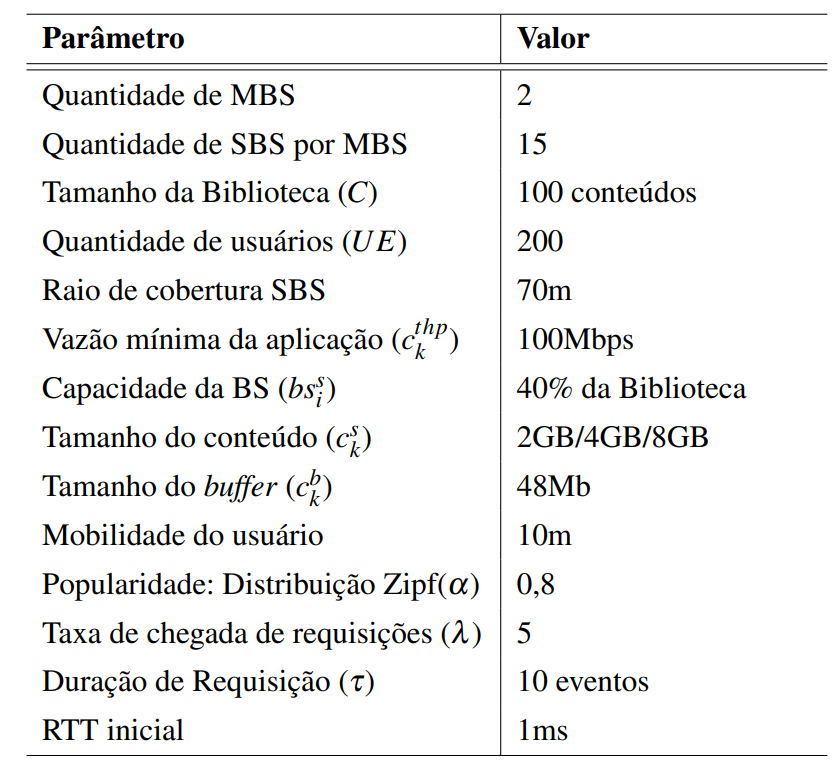 Parâmetro Valor
Quantidade de MBS 2
Quantidade de SBS por MBS 15
Tamanho da Biblioteca (C) 100 conteúdos
Quantidade de usuários (UE) 200
Raio de cobertura SBS 70m
Vazão mínima da aplicação (c_k^{thp}) 100Mbps
Capacidade da BS (bs_i^s) 40% da Biblioteca
Tamanho do conteúdo (c_k^s) 2GB/4GB/8GB
Tamanho do buffer (c_k^b) 48Mb
Mobilidade do usuário 10m
Popularidade: Distribuição Zipf(α) 0,8
Taxa de chegada de requisições (λ) 5
Duração de Requisição (τ) 10 eventos
RTT inicial 1ms